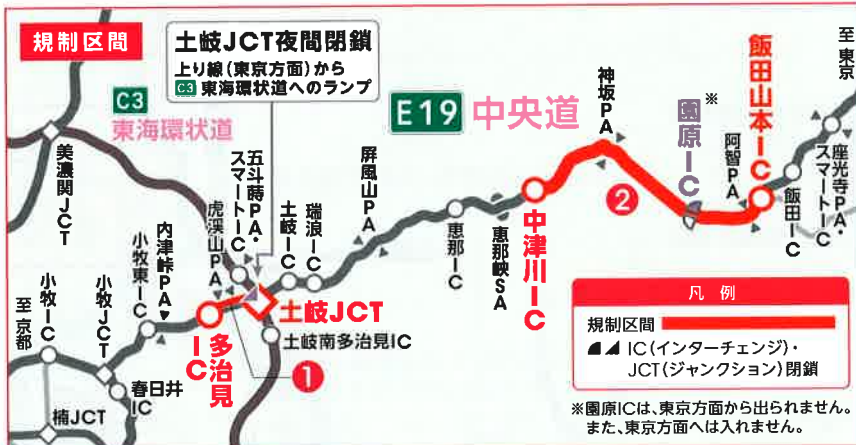 規制区間
土岐JCT夜間閉鎖
上り線(東京方面)から
C3 東海環状道へのランプ
C3
東海環状道
E19 中央道
美濃関JCT
至 京都
小牧IC
小牧JCT
小牧東IC
内津峠PA
虎渓山PA
五斗蒔PA・
スマートIC
土岐IC
瑞浪IC
屏風山PA
恵那IC
恵那峡SA
中津川IC
神坂PA
園原IC
※
阿智PA
飯田山本IC
飯田IC
座光寺PA・
スマートIC
至 東京
楠JCT
春日井
IC
多治見
IC
土岐JCT
土岐南多治見IC
1
2
凡 例
規制区間
IC(インターチェンジ)・
JCT(ジャンクション)閉鎖
※園原ICは、東京方面から出られません。
また、東京方面へは入れません。